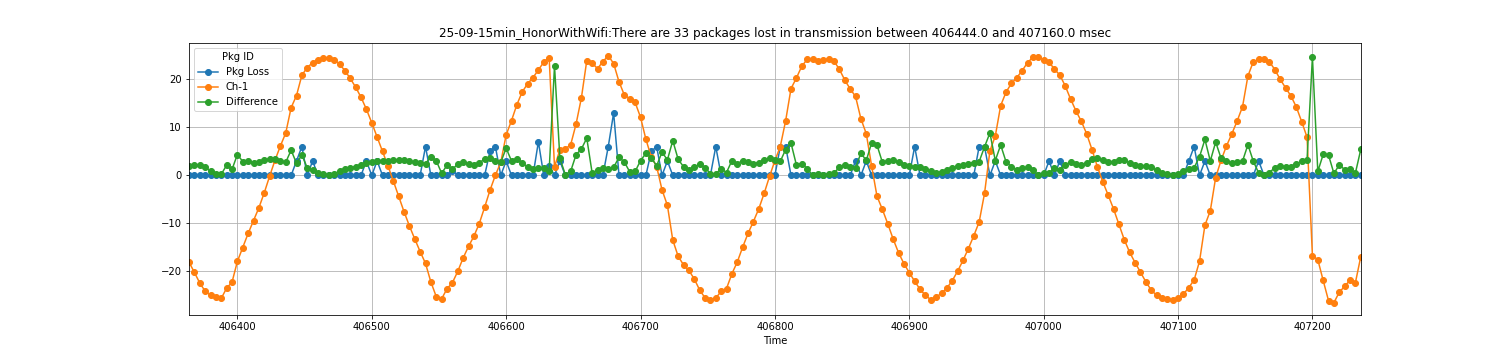 25-09-15min_HonorWithWifi:There are 33 packages lost in transmission between 406444.0 and 407160.0 msec
Pkg ID
Pkg Loss
Ch-1
Difference
20
10
0
−10
−20
406400 406500 406600 406700 406800 406900 407000 407100 407200
Time